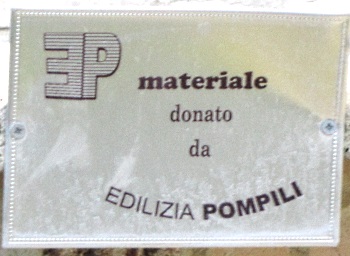 EP
materiale
donato
da
EDILIZIA POMPILI